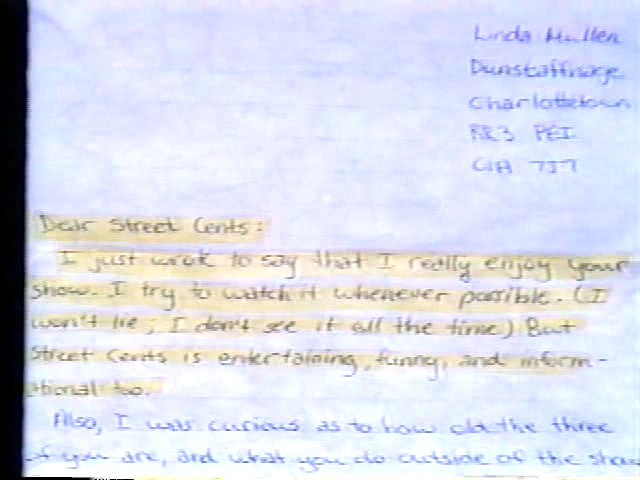 Linda Mullen
Dunstaffnage
Charlottetown
RR3 PEI
C1A 7J7
Dear Street Cents:
I just wrote to say that I really enjoy your
show. I try to watch it whenever possible. (I
won't lie, I don't see it all the time) But
Street Cents is entertaining, funny, and inform-
ational too.
Also, I was curious as to how old the three
of you are, and what you do outside of the show